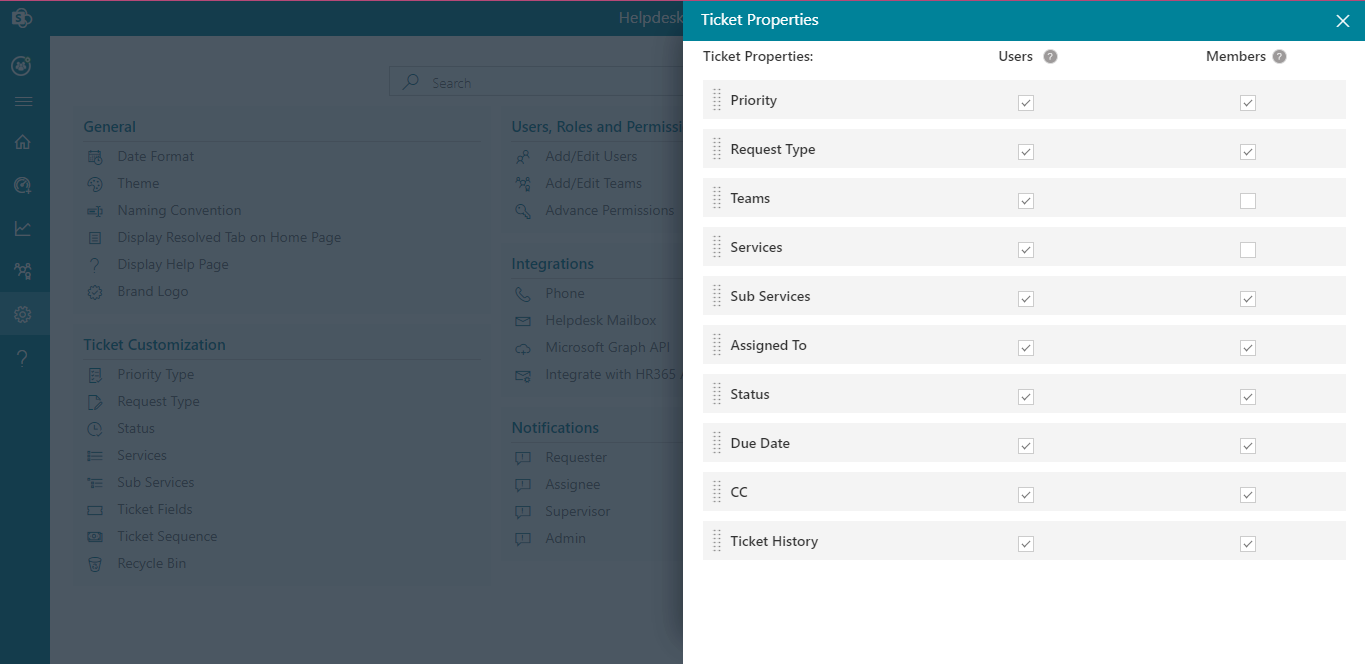 Helpdesk
Ticket Properties
Search
General
Date Format
Theme
Naming Convention
Display Resolved Tab on Home Page
Display Help Page
Brand Logo
Ticket Customization
Priority Type
Request Type
Status
Services
Sub Services
Ticket Fields
Ticket Sequence
Recycle Bin
Users, Roles and Permissi
Add/Edit Users
Add/Edit Teams
Advance Permissions
Integrations
Phone
Helpdesk Mailbox
Microsoft Graph API
Integrate with HR365
Notifications
Requester
Assignee
Supervisor
Admin
Ticket Properties: Users ? Members ?
Priority
Request Type
Teams
Services
Sub Services
Assigned To
Status
Due Date
CC
Ticket History